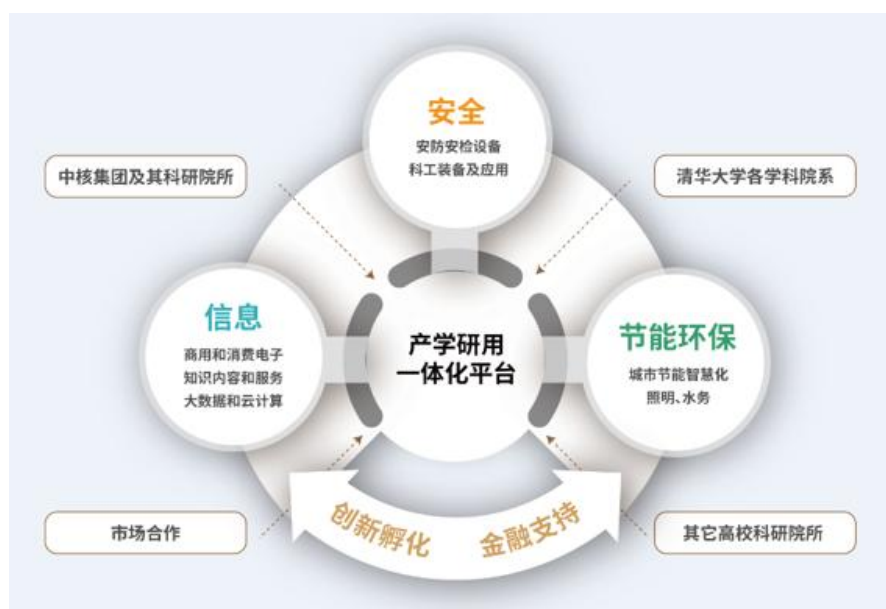 安全
安防安检设备
科工装备及应用
中核集团及其科研院所
清华大学各学科院系
信息
商用和消费电子
知识内容和服务
大数据和云计算
产学研用
一体化平台
节能环保
城市节能智慧化
照明、水务
创新孵化
金融支持
市场合作
其它高校科研院所